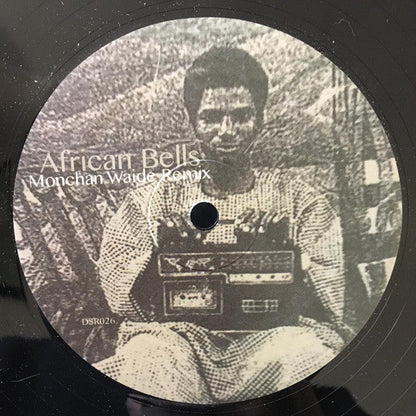 African Bells
Monchan Waide Remix
DSR026